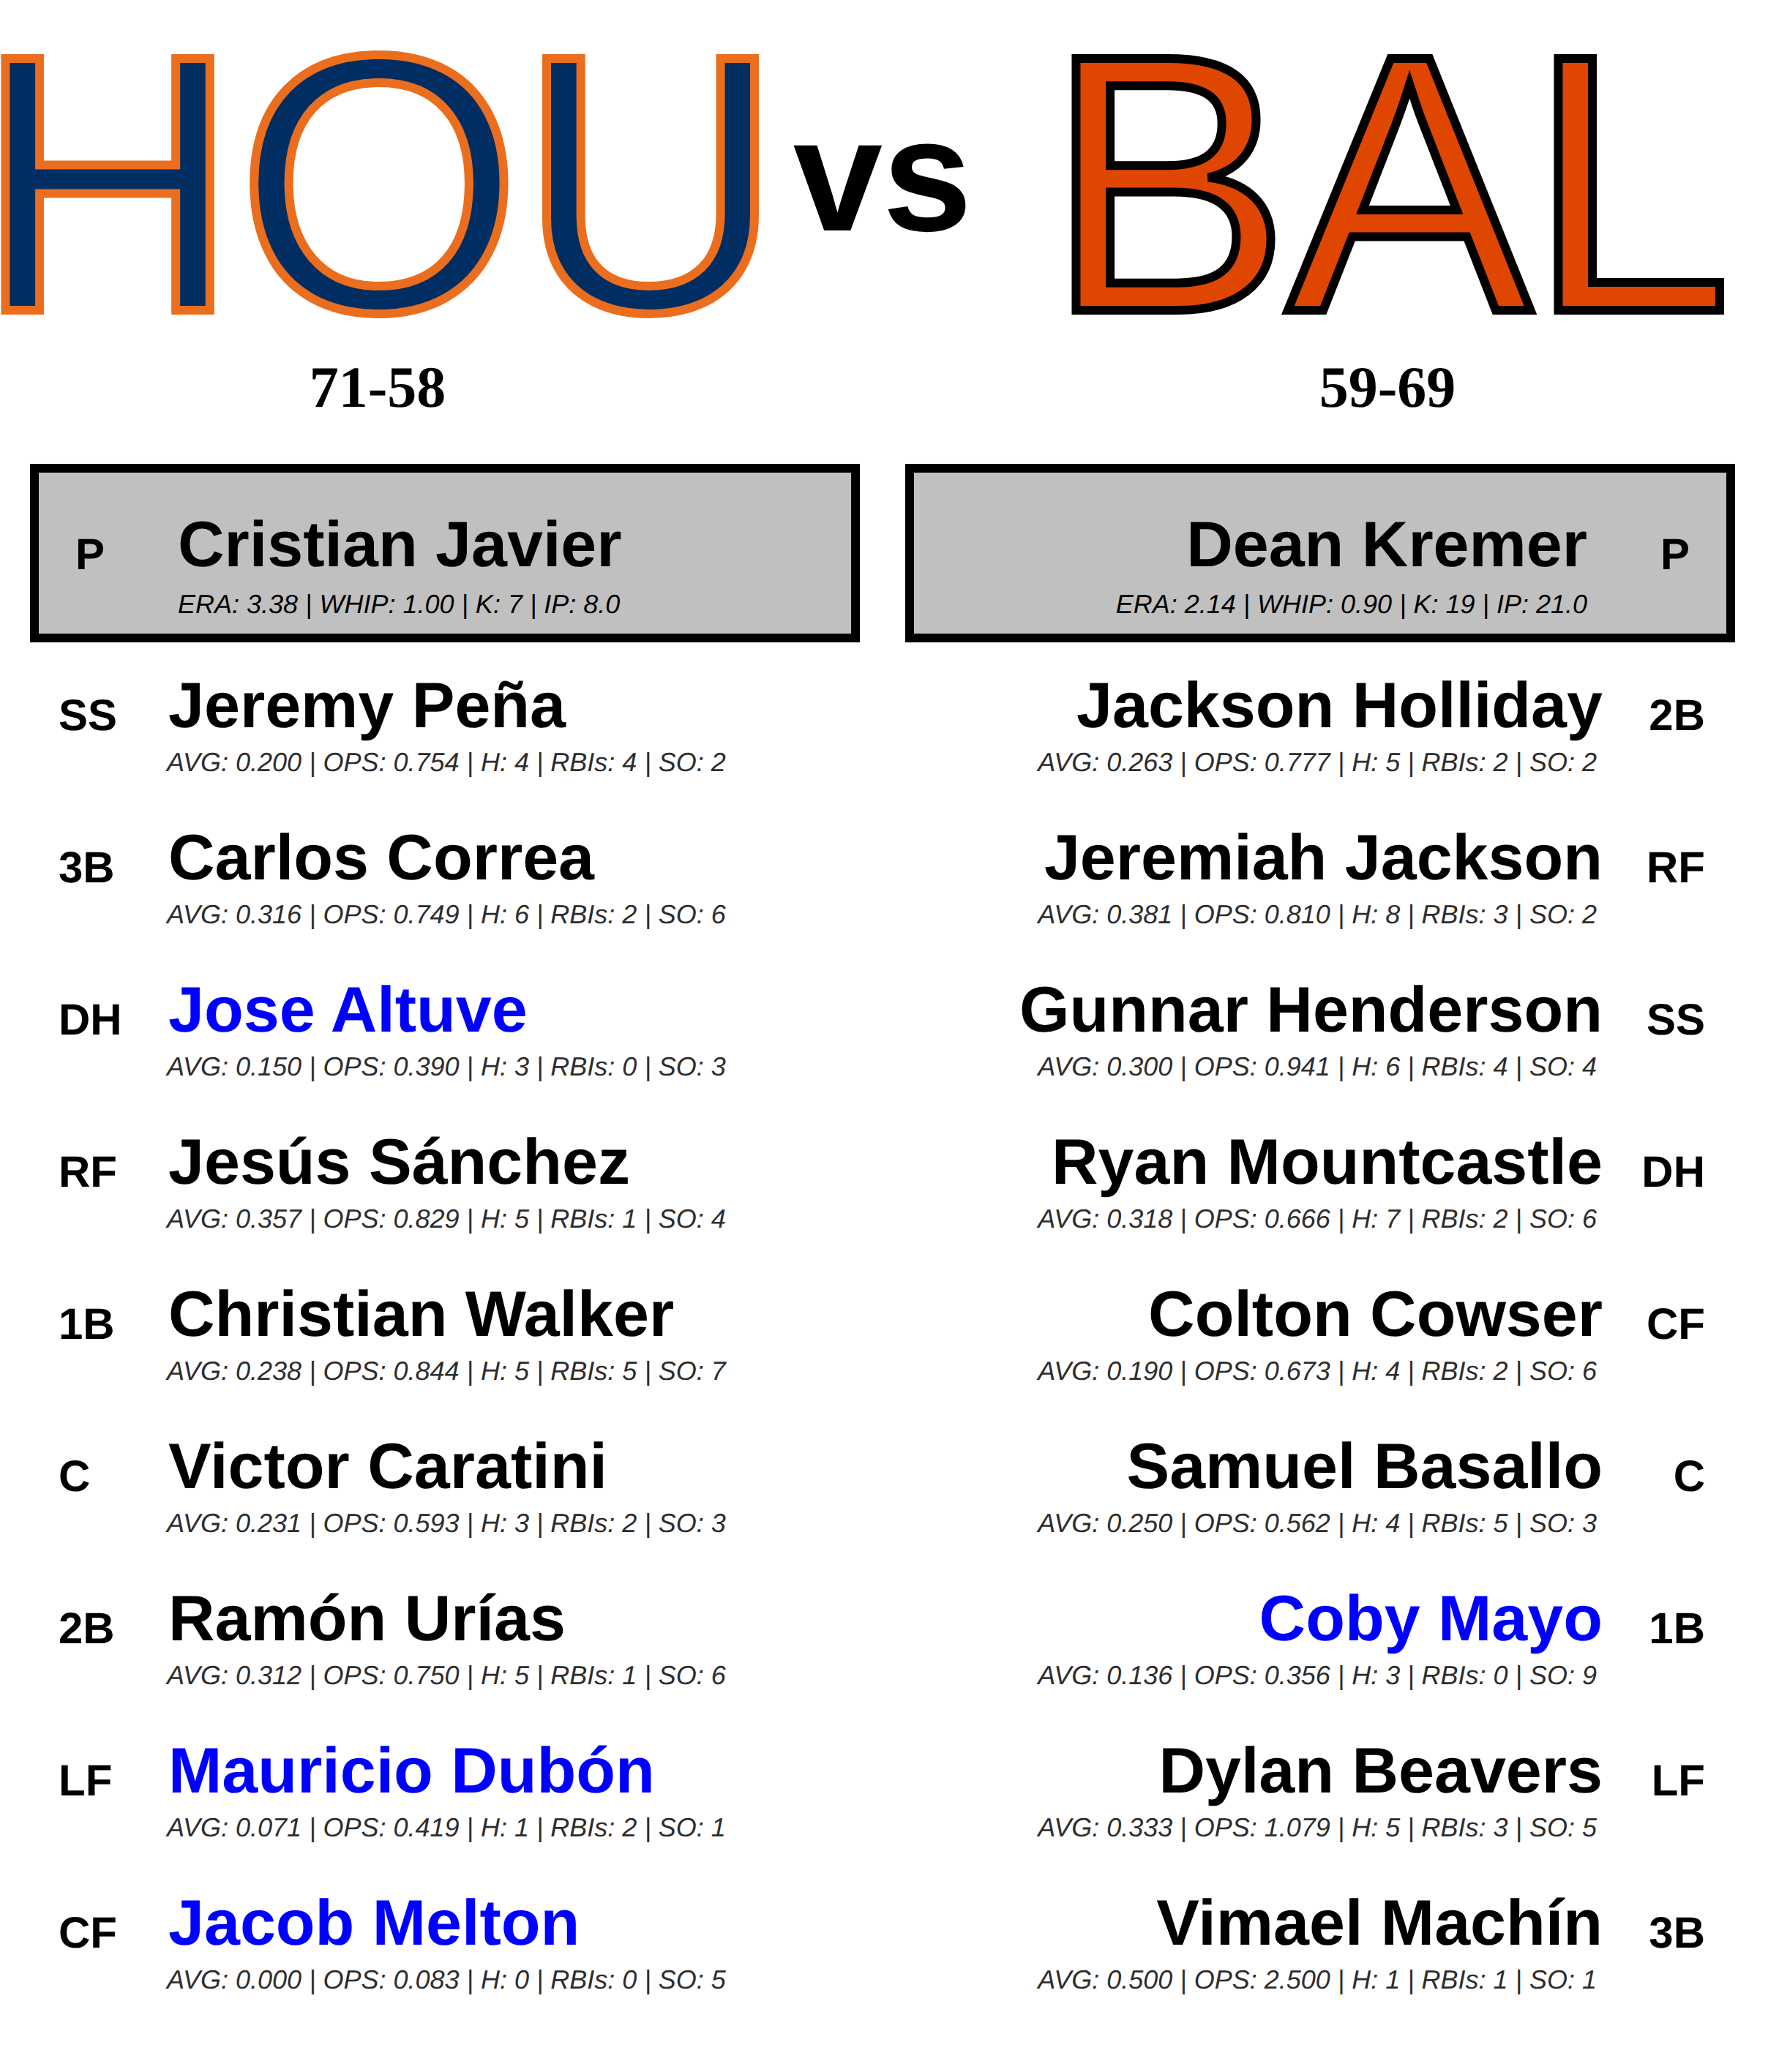 HOU vs BAL
71-58
59-69
P Cristian Javier
ERA: 3.38 | WHIP: 1.00 | K: 7 | IP: 8.0
Dean Kremer P
ERA: 2.14 | WHIP: 0.90 | K: 19 | IP: 21.0
SS Jeremy Peña
AVG: 0.200 | OPS: 0.754 | H: 4 | RBIs: 4 | SO: 2
3B Carlos Correa
AVG: 0.316 | OPS: 0.749 | H: 6 | RBIs: 2 | SO: 6
DH Jose Altuve
AVG: 0.150 | OPS: 0.390 | H: 3 | RBIs: 0 | SO: 3
RF Jesús Sánchez
AVG: 0.357 | OPS: 0.829 | H: 5 | RBIs: 1 | SO: 4
1B Christian Walker
AVG: 0.238 | OPS: 0.844 | H: 5 | RBIs: 5 | SO: 7
C Victor Caratini
AVG: 0.231 | OPS: 0.593 | H: 3 | RBIs: 2 | SO: 3
2B Ramón Urías
AVG: 0.312 | OPS: 0.750 | H: 5 | RBIs: 1 | SO: 6
LF Mauricio Dubón
AVG: 0.071 | OPS: 0.419 | H: 1 | RBIs: 2 | SO: 1
CF Jacob Melton
AVG: 0.000 | OPS: 0.083 | H: 0 | RBIs: 0 | SO: 5
Jackson Holliday 2B
AVG: 0.263 | OPS: 0.777 | H: 5 | RBIs: 2 | SO: 2
Jeremiah Jackson RF
AVG: 0.381 | OPS: 0.810 | H: 8 | RBIs: 3 | SO: 2
Gunnar Henderson SS
AVG: 0.300 | OPS: 0.941 | H: 6 | RBIs: 4 | SO: 4
Ryan Mountcastle DH
AVG: 0.318 | OPS: 0.666 | H: 7 | RBIs: 2 | SO: 6
Colton Cowser CF
AVG: 0.190 | OPS: 0.673 | H: 4 | RBIs: 2 | SO: 6
Samuel Basallo C
AVG: 0.250 | OPS: 0.562 | H: 4 | RBIs: 5 | SO: 3
Coby Mayo 1B
AVG: 0.136 | OPS: 0.356 | H: 3 | RBIs: 0 | SO: 9
Dylan Beavers LF
AVG: 0.333 | OPS: 1.079 | H: 5 | RBIs: 3 | SO: 5
Vimael Machín 3B
AVG: 0.500 | OPS: 2.500 | H: 1 | RBIs: 1 | SO: 1